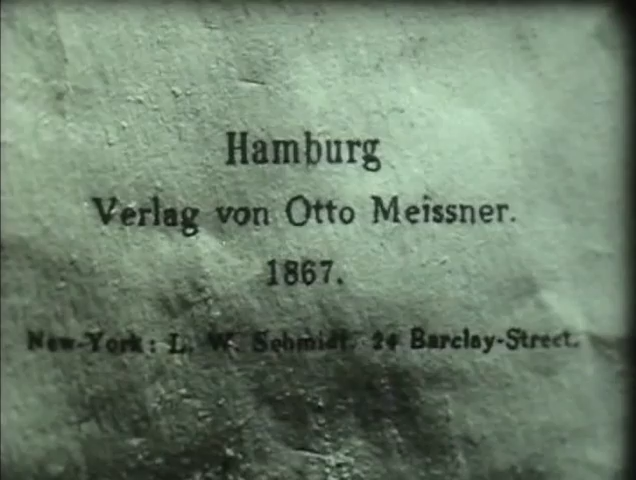 Hamburg
Verlag von Otto Meissner.
1867.
New-York: L. W. Schmidt. 24 Barclay-Street.